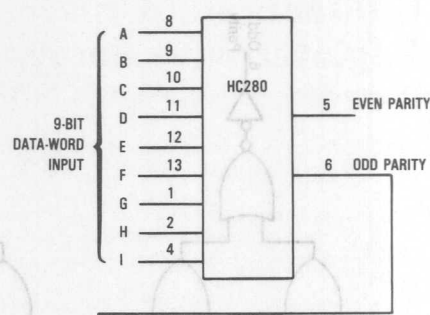 A 8
B 9
C 10
D 11
E 12
F 13
G 1
H 2
I 4
9-BIT
DATA-WORD
INPUT
HC280
5 EVEN PARITY
6 ODD PARITY